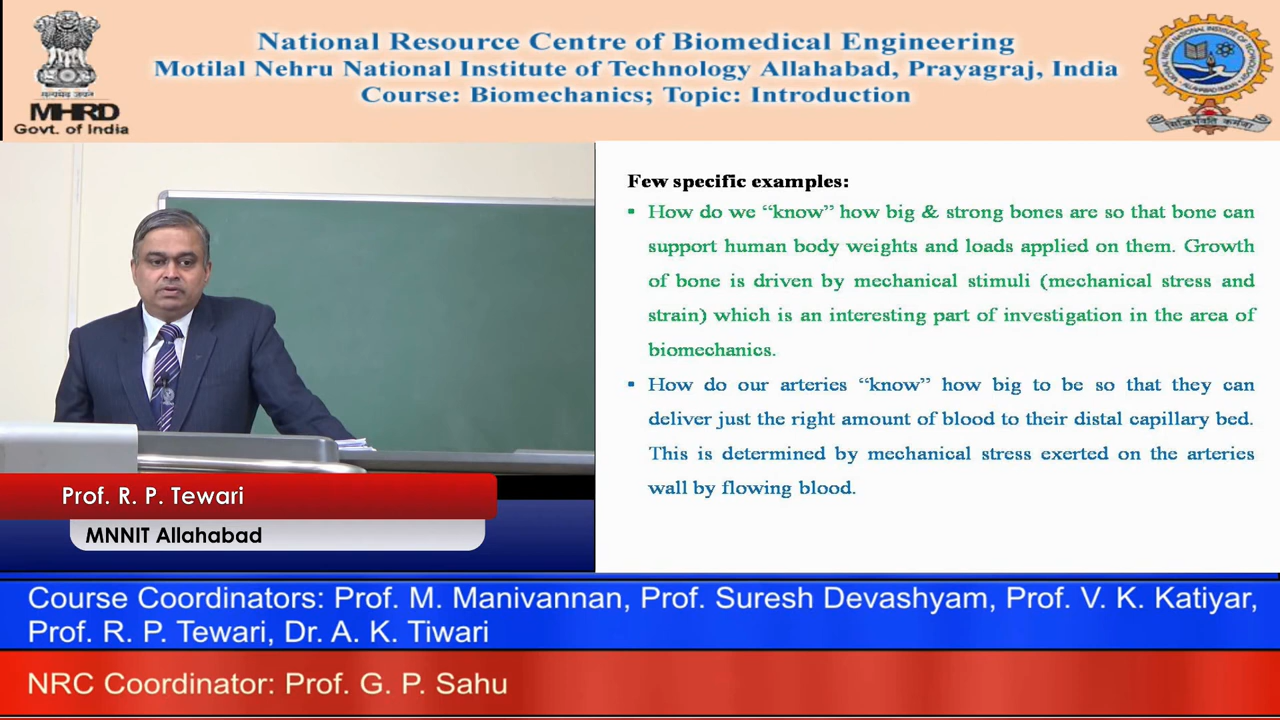 National Resource Centre of Biomedical Engineering
Motilal Nehru National Institute of Technology Allahabad, Prayagraj, India
Course: Biomechanics; Topic: Introduction
सत्यमेव जयते
MHRD
Govt. of India
Few specific examples:
▪ How do we “know” how big & strong bones are so that bone can
support human body weights and loads applied on them. Growth
of bone is driven by mechanical stimuli (mechanical stress and
strain) which is an interesting part of investigation in the area of
biomechanics.
▪ How do our arteries “know” how big to be so that they can
deliver just the right amount of blood to their distal capillary bed.
This is determined by mechanical stress exerted on the arteries
wall by flowing blood.
Prof. R. P. Tewari
MNNIT Allahabad
Course Coordinators: Prof. M. Manivannan, Prof. Suresh Devashyam, Prof. V. K. Katiyar,
Prof. R. P. Tewari, Dr. A. K. Tiwari
NRC Coordinator: Prof. G. P. Sahu